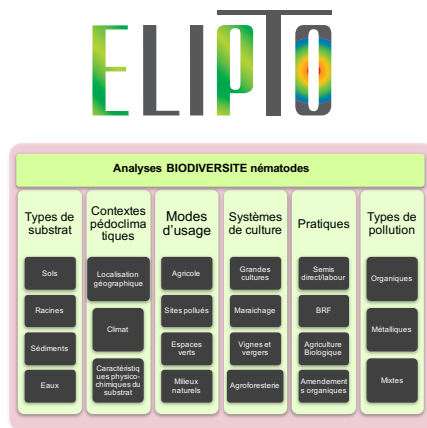 ELIPTO
Analyses BIODIVERSITE nématodes
Types de
substrat
Sols
Racines
Sédiments
Eaux
Contextes
pédoclima
tiques
Localisation
géographique
Climat
Caractéristiq
ues physico-
chimiques du
substrat
Modes
d'usage
Agricole
Sites pollués
Espaces
verts
Milieux
naturels
Systèmes
de culture
Grandes
cultures
Maraichage
Vignes et
vergers
Agroforesterie
Pratiques
Semis
direct/labour
BRF
Agriculture
Biologique
Amendement
s organiques
Types de
pollution
Organiques
Métalliques
Mixtes